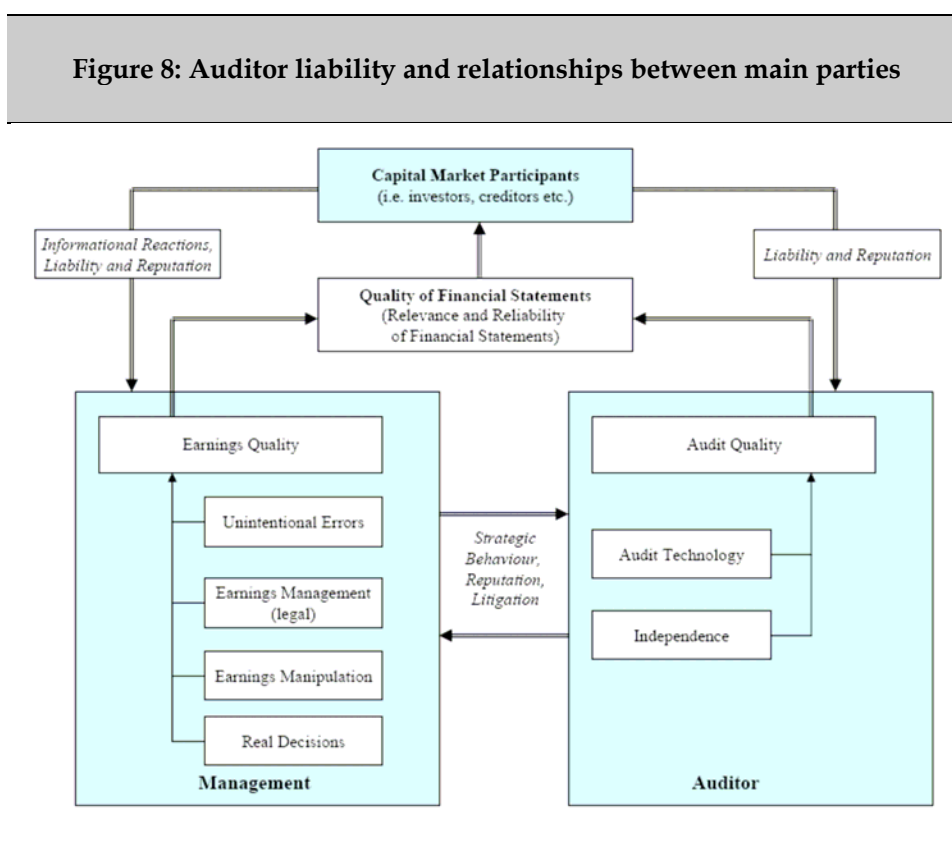 Figure 8: Auditor liability and relationships between main parties
Capital Market Participants
(i.e. investors, creditors etc.)
Informational Reactions,
Liability and Reputation
Liability and Reputation
Quality of Financial Statements
(Relevance and Reliability
of Financial Statements)
Earnings Quality
Unintentional Errors
Earnings Management
(legal)
Earnings Manipulation
Real Decisions
Management
Strategic
Behaviour,
Reputation,
Litigation
Audit Quality
Audit Technology
Independence
Auditor